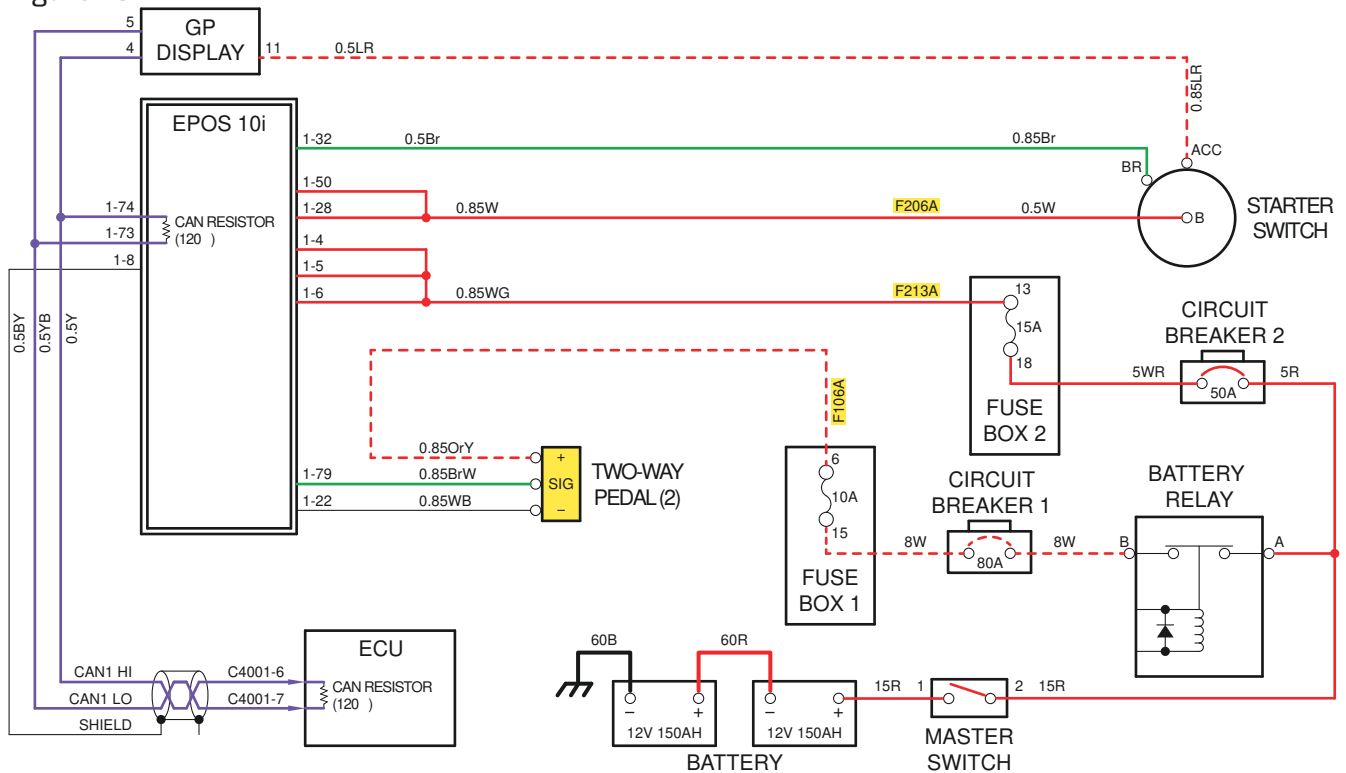 5
GP
DISPLAY
4
11
0.5LR
0.85LR
EPOS 10i
1-32
0.5Br
0.85Br
ACC
BR
1-50
1-28
0.85W
F206A
0.5W
B
STARTER
SWITCH
1-74
CAN RESISTOR
(120 )
1-73
1-8
1-4
1-5
1-6
0.85WG
F213A
13
15A
18
FUSE
BOX 2
CIRCUIT
BREAKER 2
5WR
50A
5R
0.5BY
0.5YB
0.5Y
F106A
0.85OrY
+
1-79
0.85BrW
SIG
1-22
0.85WB
–
TWO-WAY
PEDAL (2)
6
10A
15
FUSE
BOX 1
CIRCUIT
BREAKER 1
8W
80A
8W
BATTERY
RELAY
B
A
CAN1 HI
C4001-6
CAN1 LO
C4001-7
SHIELD
ECU
CAN RESISTOR
(120 )
60B
60R
–
+
12V 150AH
–
+
12V 150AH
BATTERY
15R
1
2
15R
MASTER
SWITCH